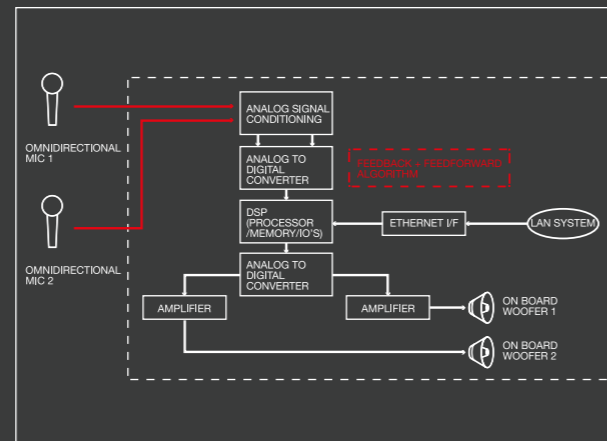 OMNIDIRECTIONAL
MIC 1
OMNIDIRECTIONAL
MIC 2
ANALOG SIGNAL
CONDITIONING
ANALOG TO
DIGITAL
CONVERTER
FEEDBACK – FEEDFORWARD
ALGORITHM
DSP
(PROCESSOR
/MEMORY/IO'S)
ETHERNET I/F
LAN SYSTEM
ANALOG TO
DIGITAL
CONVERTER
AMPLIFIER
AMPLIFIER
ON BOARD
WOOFER 1
ON BOARD
WOOFER 2